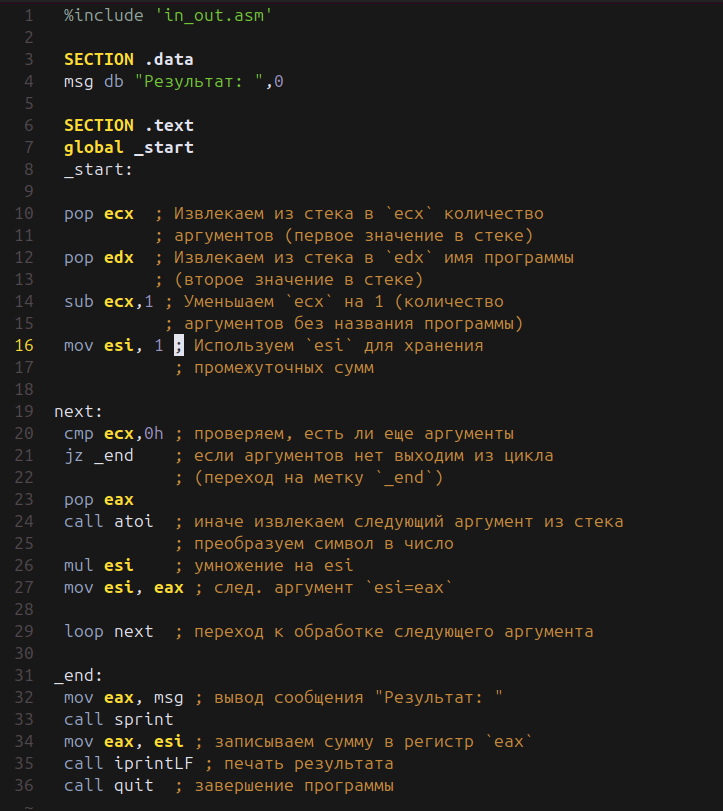 1 %include 'in_out.asm'
2
3 SECTION .data
4 msg db "Результат: ",0
5
6 SECTION .text
7 global _start
8 _start:
9
10 pop ecx ; Извлекаем из стека в `ecx` количество
11 ; аргументов (первое значение в стеке)
12 pop edx ; Извлекаем из стека в `edx` имя программы
13 ; (второе значение в стеке)
14 sub ecx,1 ; Уменьшаем `ecx` на 1 (количество
15 ; аргументов без названия программы)
16 mov esi, 1 ; Используем `esi` для хранения
17 ; промежуточных сумм
18
19 next:
20 cmp ecx,0h ; проверяем, есть ли еще аргументы
21 jz _end ; если аргументов нет выходим из цикла
22 ; (переход на метку `_end`)
23 pop eax
24 call atoi ; иначе извлекаем следующий аргумент из стека
25 ; преобразуем символ в число
26 mul esi ; умножение на esi
27 mov esi, eax ; след. аргумент `esi=eax`
28
29 loop next ; переход к обработке следующего аргумента
30
31 _end:
32 mov eax, msg ; вывод сообщения "Результат: "
33 call sprint
34 mov eax, esi ; записываем сумму в регистр `eax`
35 call iprintLF ; печать результата
36 call quit ; завершение программы
~